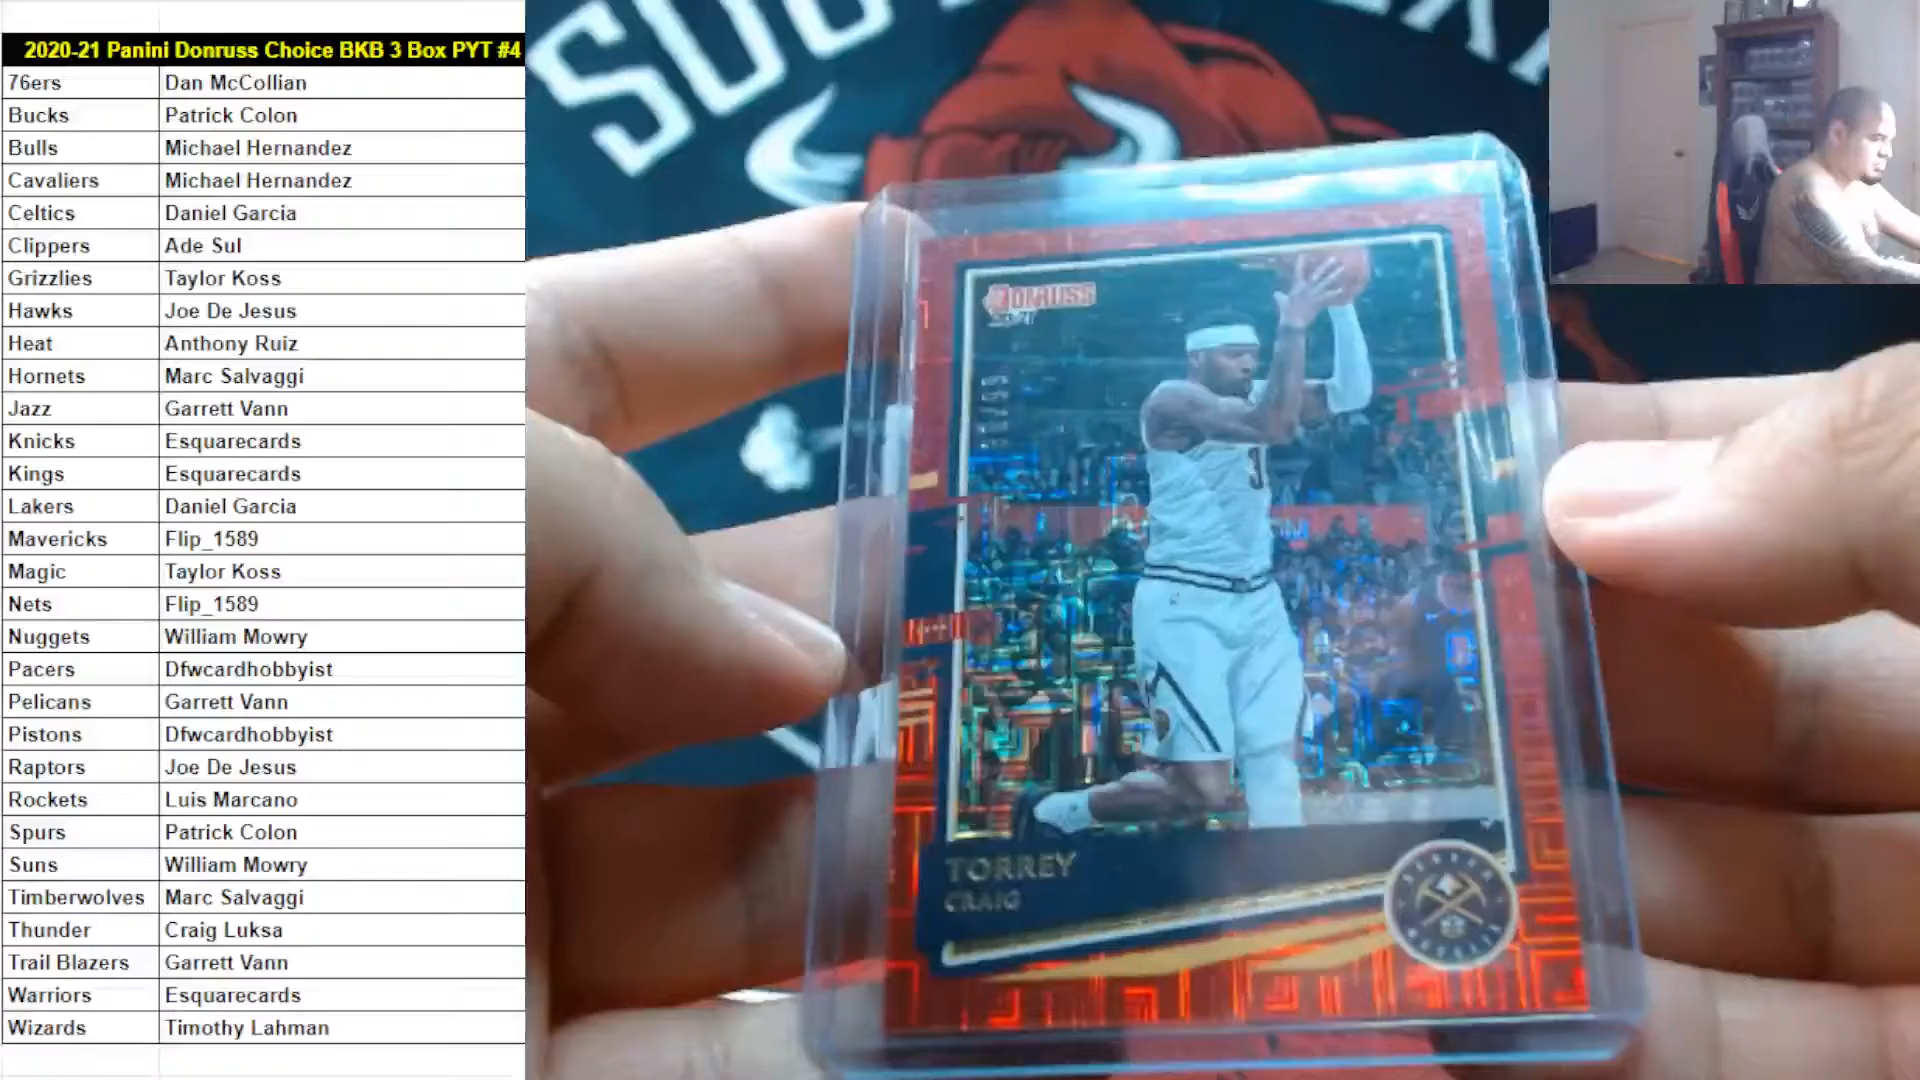 2020-21 Panini Donruss Choice BKB 3 Box PYT #4
76ers Dan McCollian
Bucks Patrick Colon
Bulls Michael Hernandez
Cavaliers Michael Hernandez
Celtics Daniel Garcia
Clippers Ade Sul
Grizzlies Taylor Koss
Hawks Joe De Jesus
Heat Anthony Ruiz
Hornets Marc Salvaggi
Jazz Garrett Vann
Knicks Esquarecards
Kings Esquarecards
Lakers Daniel Garcia
Mavericks Flip_1589
Magic Taylor Koss
Nets Flip_1589
Nuggets William Mowry
Pacers Dfwcardhobbyist
Pelicans Garrett Vann
Pistons Dfwcardhobbyist
Raptors Joe De Jesus
Rockets Luis Marcano
Spurs Patrick Colon
Suns William Mowry
Timberwolves Marc Salvaggi
Thunder Craig Luksa
Trail Blazers Garrett Vann
Warriors Esquarecards
Wizards Timothy Lahman
DONRUSS
TORREY
CRAIG
DENVER
NUGGETS